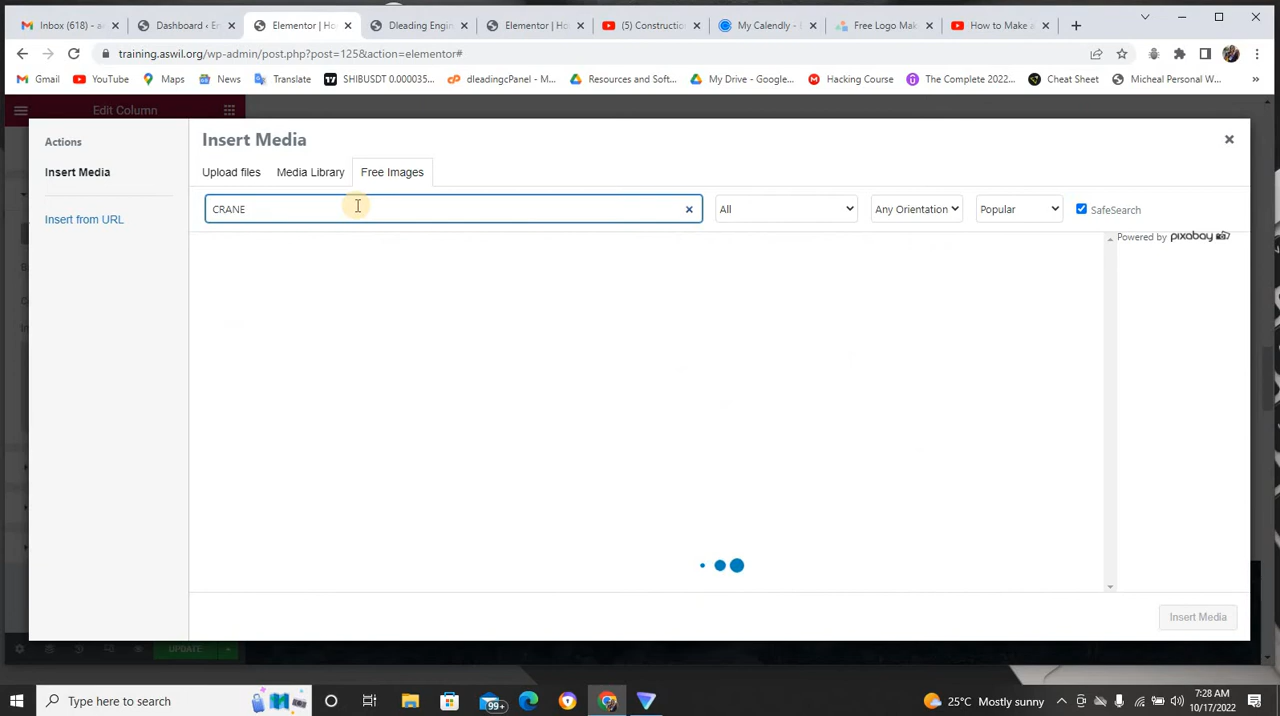 Inbox (618) - a
Dashboard ‹ En
Elementor | Ho
Dleading Engin
Elementor | Ho
(5) Construction
My Calendly - 
Free Logo Mak
How to Make a
training.aswil.org/wp-admin/post.php?post=125&action=elementor#
Gmail
YouTube
Maps
News
Translate
SHIBUSDT 0.000035...
dleadingcPanel - M...
Resources and Soft...
My Drive - Google...
Hacking Course
The Complete 2022...
Cheat Sheet
Micheal Personal W...
Edit Column
Actions
Insert Media
Insert from URL
Insert Media
Upload files
Media Library
Free Images
CRANE
All
Any Orientation
Popular
SafeSearch
Powered by pixabay
Insert Media
UPDATE
Type here to search
99+
25°C Mostly sunny
7:28 AM
10/17/2022